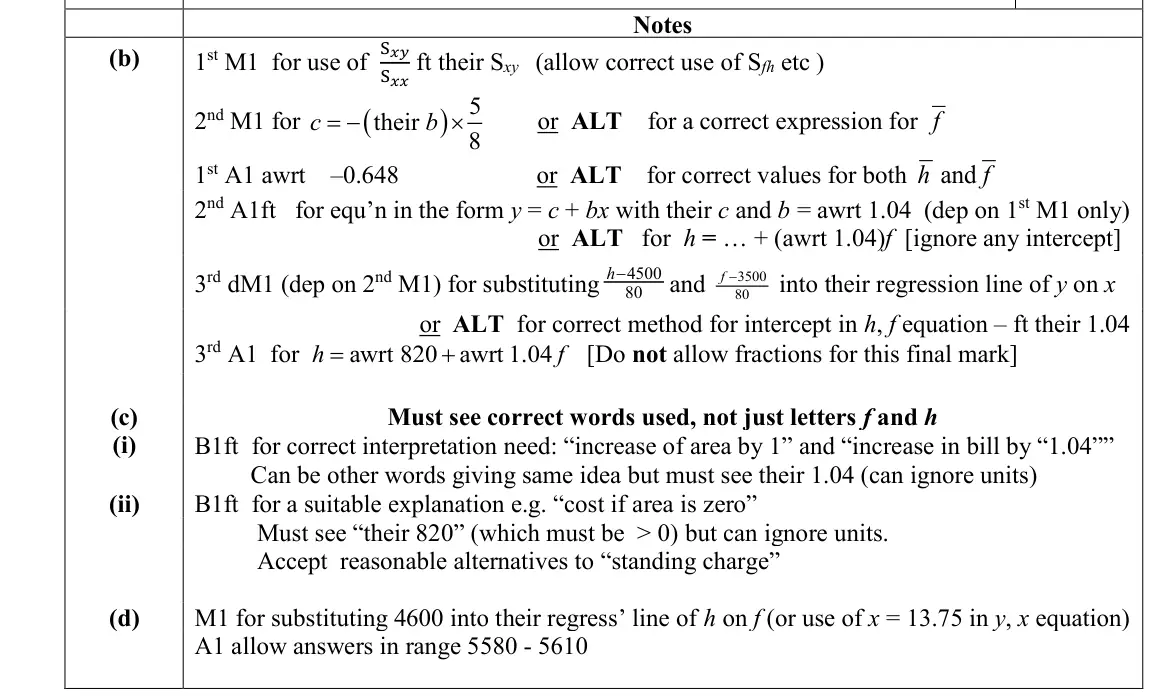 Notes
(b) 1st M1 for use of Sxy/Sxx ft their Sxy (allow correct use of Sfh etc )
2nd M1 for c = −(their b)×5/8 or ALT for a correct expression for f̅
1st A1 awrt –0.648 or ALT for correct values for both h̅ and f̅
2nd A1ft for equ’n in the form y = c + bx with their c and b = awrt 1.04 (dep on 1st M1 only)
or ALT for h = … + (awrt 1.04)f [ignore any intercept]
3rd dM1 (dep on 2nd M1) for substituting (h−4500)/80 and (f−3500)/80 into their regression line of y on x
or ALT for correct method for intercept in h, f equation – ft their 1.04
3rd A1 for h = awrt 820 + awrt 1.04 f [Do not allow fractions for this final mark]
(c) Must see correct words used, not just letters f and h
(i) B1ft for correct interpretation need: “increase of area by 1” and “increase in bill by “1.04””
Can be other words giving same idea but must see their 1.04 (can ignore units)
(ii) B1ft for a suitable explanation e.g. “cost if area is zero”
Must see “their 820” (which must be > 0) but can ignore units.
Accept reasonable alternatives to “standing charge”
(d) M1 for substituting 4600 into their regress’ line of h on f (or use of x = 13.75 in y, x equation)
A1 allow answers in range 5580 - 5610